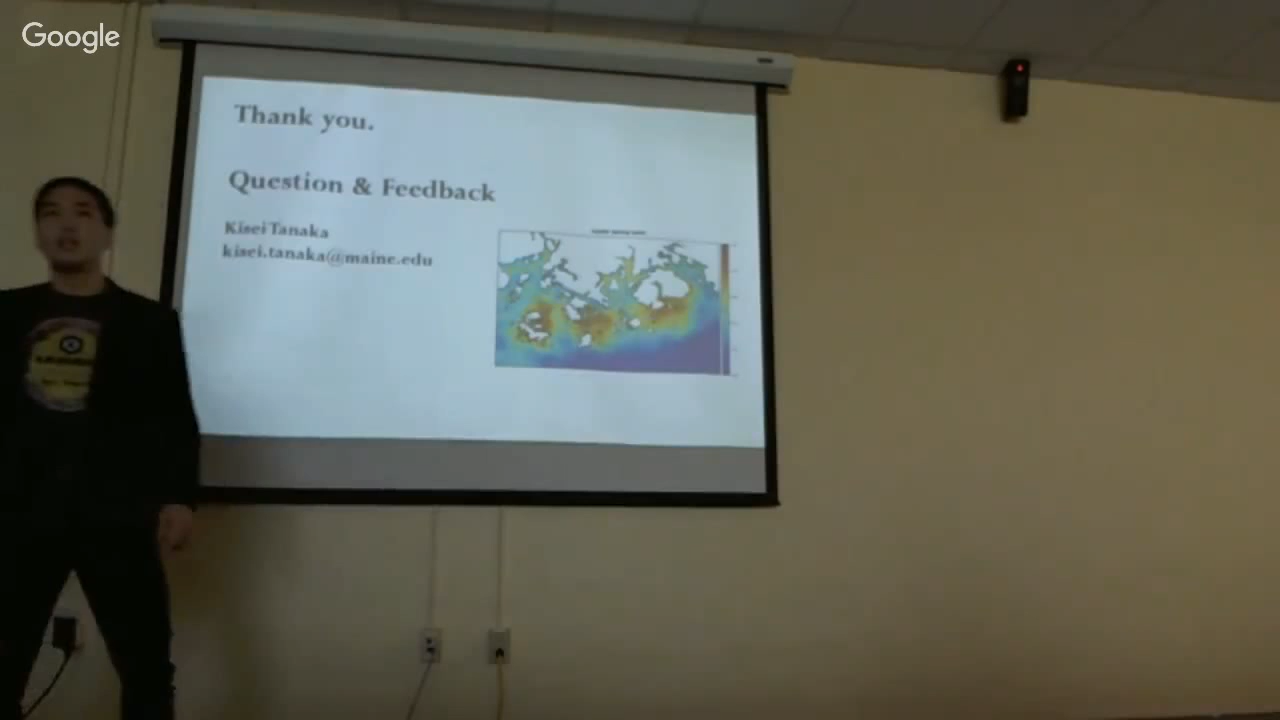 Google
Thank you.
Question & Feedback
Kisei Tanaka
kisei.tanaka@maine.edu